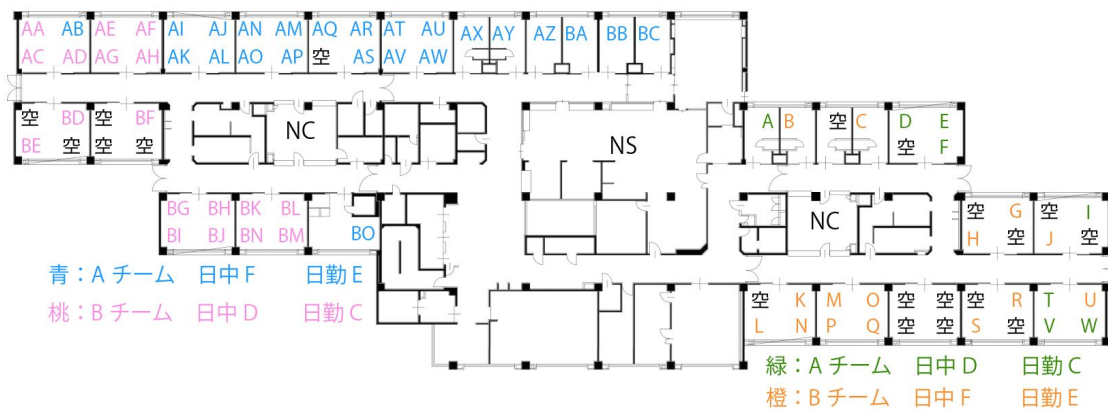 AA AB AE AF AI AJ AN AM AQ AR AT AU AX AY AZ BA BB BC
AC AD AG AH AK AL AO AP 空 AS AV AW
空 BD 空 BF NC NS A B 空 C D E
BE 空 空 空 空 F
BG BH BK BL NC 空 G 空 I
BI BJ BN BM BO H 空 J 空
青：A チーム 日中 F 日勤 E
桃：B チーム 日中 D 日勤 C
空 K M O 空 空 空 R T U
L N P Q 空 空 S 空 V W
緑：A チーム 日中 D 日勤 C
橙：B チーム 日中 F 日勤 E